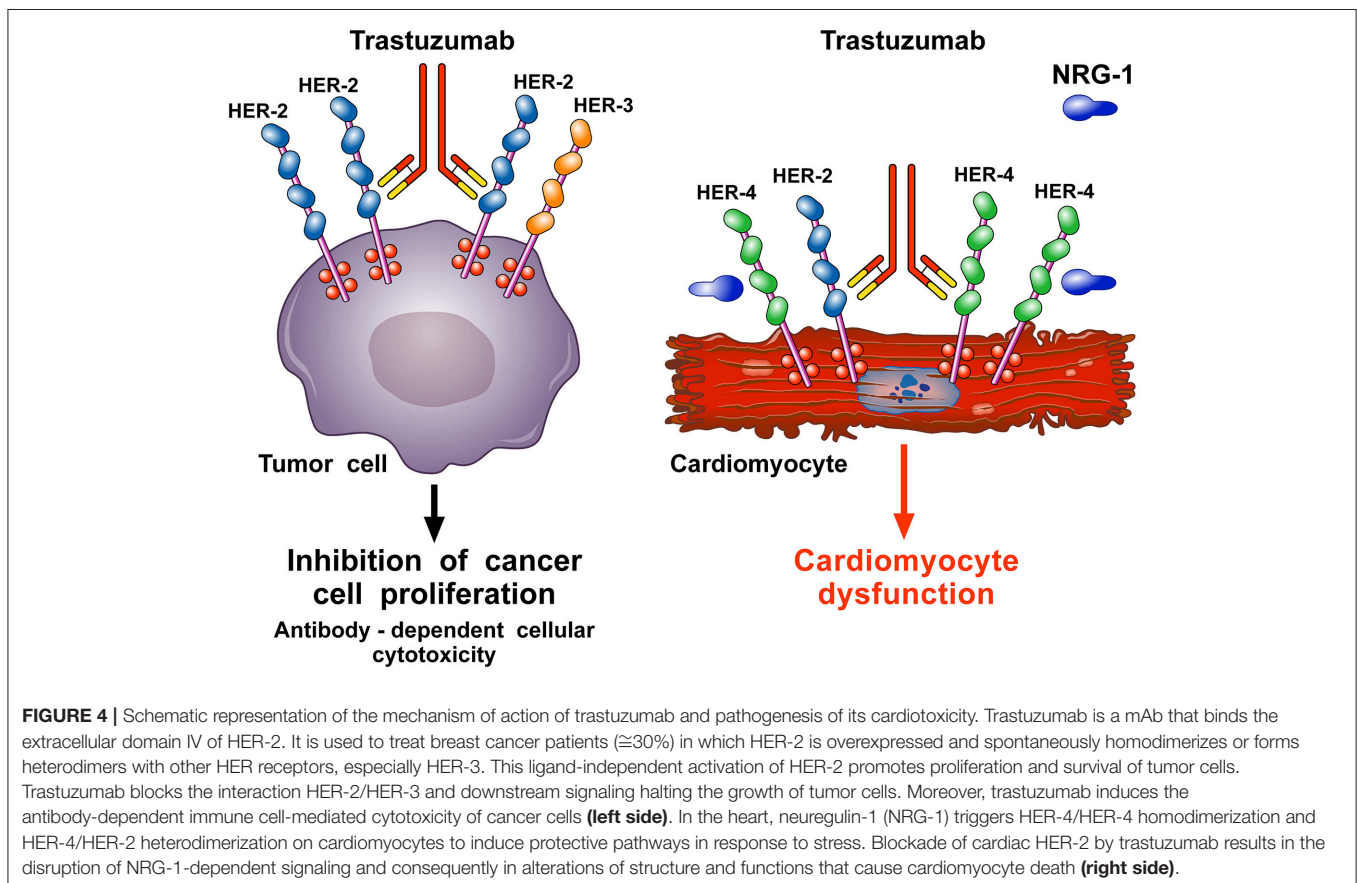 Trastuzumab
HER-2
HER-2
HER-2
HER-3
Tumor cell
Inhibition of cancer
cell proliferation
Antibody - dependent cellular
cytotoxicity
Trastuzumab
NRG-1
HER-4
HER-2
HER-4
HER-4
Cardiomyocyte
Cardiomyocyte
dysfunction
FIGURE 4 | Schematic representation of the mechanism of action of trastuzumab and pathogenesis of its cardiotoxicity. Trastuzumab is a mAb that binds the
extracellular domain IV of HER-2. It is used to treat breast cancer patients (≅30%) in which HER-2 is overexpressed and spontaneously homodimerizes or forms
heterodimers with other HER receptors, especially HER-3. This ligand-independent activation of HER-2 promotes proliferation and survival of tumor cells.
Trastuzumab blocks the interaction HER-2/HER-3 and downstream signaling halting the growth of tumor cells. Moreover, trastuzumab induces the
antibody-dependent immune cell-mediated cytotoxicity of cancer cells (left side). In the heart, neuregulin-1 (NRG-1) triggers HER-4/HER-4 homodimerization and
HER-4/HER-2 heterodimerization on cardiomyocytes to induce protective pathways in response to stress. Blockade of cardiac HER-2 by trastuzumab results in the
disruption of NRG-1-dependent signaling and consequently in alterations of structure and functions that cause cardiomyocyte death (right side).